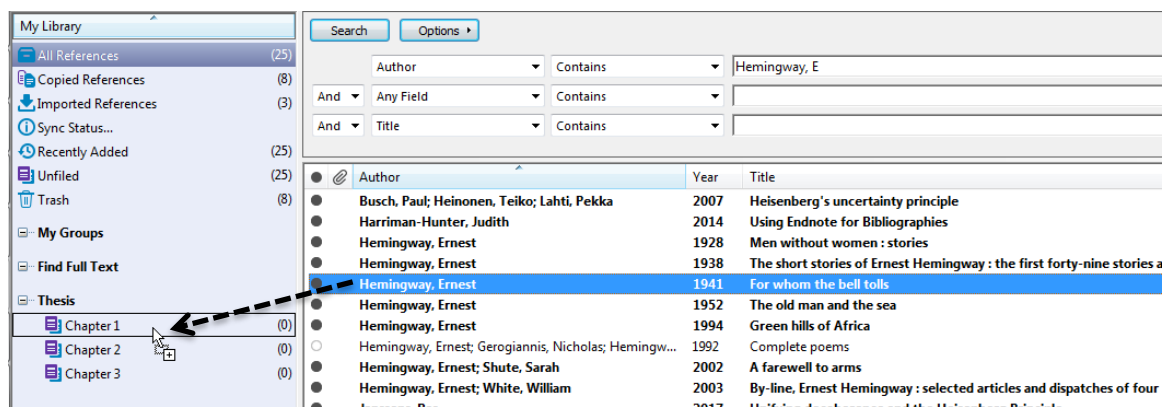 My Library
All References (25)
Copied References (8)
Imported References (3)
Sync Status...
Recently Added (25)
Unfiled (25)
Trash (8)
My Groups
Find Full Text
Thesis
Chapter 1 (0)
Chapter 2 (0)
Chapter 3 (0)
Search Options
Author Contains Hemingway, E
And Any Field Contains
And Title Contains
Author Year Title
Busch, Paul; Heinonen, Teiko; Lahti, Pekka 2007 Heisenberg's uncertainty principle
Harriman-Hunter, Judith 2014 Using Endnote for Bibliographies
Hemingway, Ernest 1928 Men without women : stories
Hemingway, Ernest 1938 The short stories of Ernest Hemingway : the first forty-nine stories a
Hemingway, Ernest 1941 For whom the bell tolls
Hemingway, Ernest 1952 The old man and the sea
Hemingway, Ernest 1994 Green hills of Africa
Hemingway, Ernest; Gerogiannis, Nicholas; Hemingw... 1992 Complete poems
Hemingway, Ernest; Shute, Sarah 2002 A farewell to arms
Hemingway, Ernest; White, William 2003 By-line, Ernest Hemingway : selected articles and dispatches of four